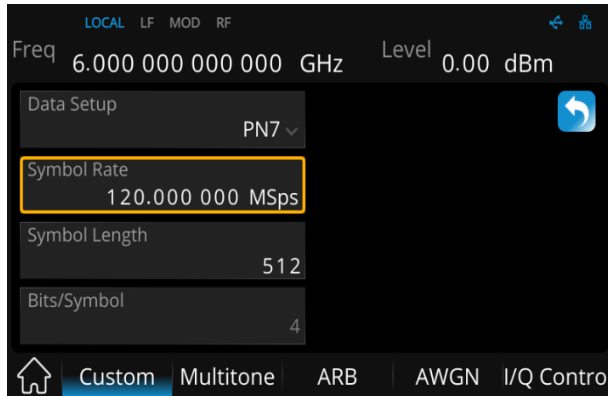 LOCAL LF MOD RF
Freq 6.000 000 000 000 GHz Level 0.00 dBm
Data Setup
PN7
Symbol Rate
120.000 000 MSps
Symbol Length
512
Bits/Symbol
4
Custom Multitone ARB AWGN I/Q Contro